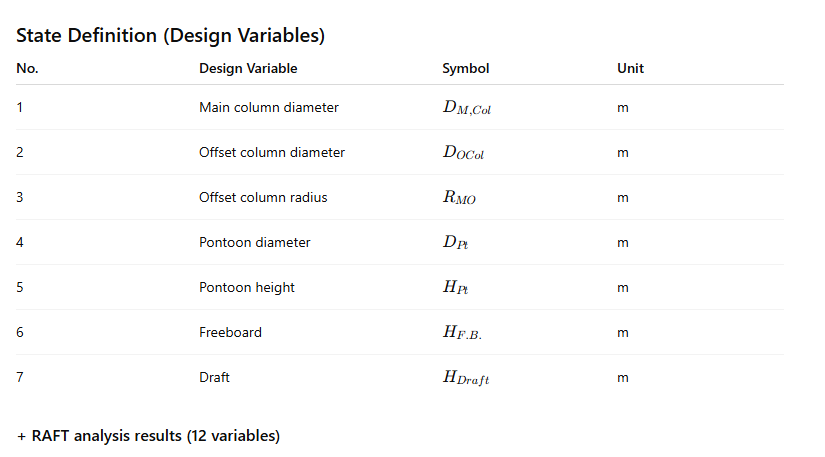 State Definition (Design Variables)
No. Design Variable Symbol Unit
1 Main column diameter D_{M,Col} m
2 Offset column diameter D_{OCol} m
3 Offset column radius R_{MO} m
4 Pontoon diameter D_{Pt} m
5 Pontoon height H_{Pt} m
6 Freeboard H_{F.B.} m
7 Draft H_{Draft} m
+ RAFT analysis results (12 variables)